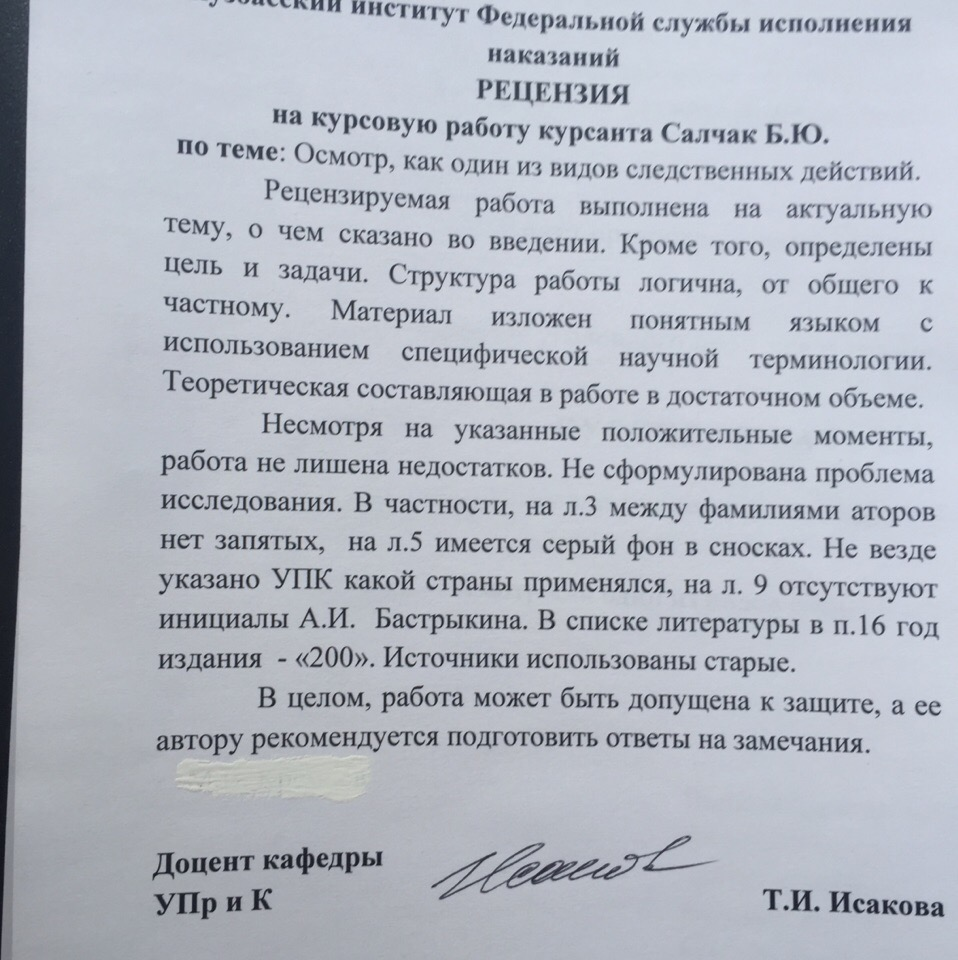 институт Федеральной службы исполнения
наказаний
РЕЦЕНЗИЯ
на курсовую работу курсанта Салчак Б.Ю.
по теме: Осмотр, как один из видов следственных действий.
Рецензируемая работа выполнена на актуальную
тему, о чем сказано во введении. Кроме того, определены
цель и задачи. Структура работы логична, от общего к
частному. Материал изложен понятным языком с
использованием специфической научной терминологии.
Теоретическая составляющая в работе в достаточном объеме.
Несмотря на указанные положительные моменты,
работа не лишена недостатков. Не сформулирована проблема
исследования. В частности, на л.3 между фамилиями аторов
нет запятых, на л.5 имеется серый фон в сносках. Не везде
указано УПК какой страны применялся, на л. 9 отсутствуют
инициалы А.И. Бастрыкина. В списке литературы в п.16 год
издания - «200». Источники использованы старые.
В целом, работа может быть допущена к защите, а ее
автору рекомендуется подготовить ответы на замечания.
Доцент кафедры
УПр и К
Т.И. Исакова